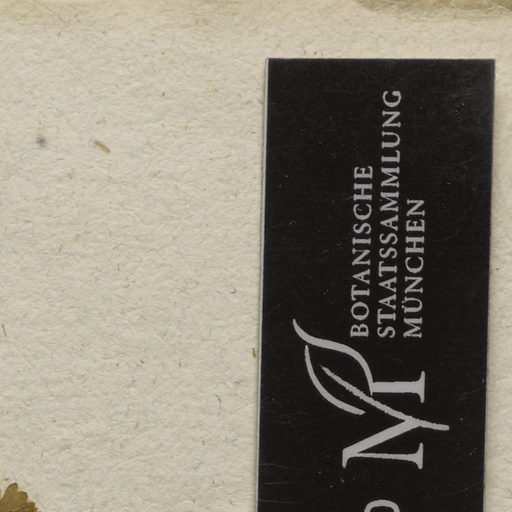 BOTANISCHE
STAATSSAMMLUNG
MÜNCHEN
M